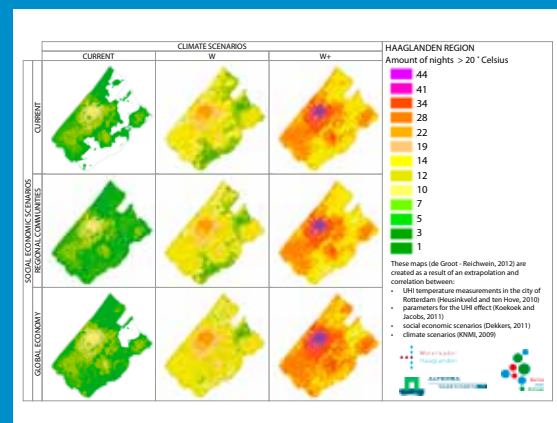 CLIMATE SCENARIOS
CURRENT
W
W+
SOCIAL ECONOMIC SCENARIOS
CURRENT
REGIONAL COMMUNITIES
GLOBAL ECONOMY
HAAGLANDEN REGION
Amount of nights > 20 ˚ Celsius
44
41
34
28
22
19
14
12
10
7
5
3
1
These maps (de Groot - Reichwein, 2012) are
created as a result of an extrapolation and
correlation between:
- UHI temperature measurements in the city of
Rotterdam (Heusinkveld and ten Hove, 2010)
- parameters for the UHI effect (Koekoek and
Jacobs, 2011)
- social economic scenarios (Dekkers, 2011)
- climate scenarios (KNMI, 2009)
Waterkader
Haaglanden